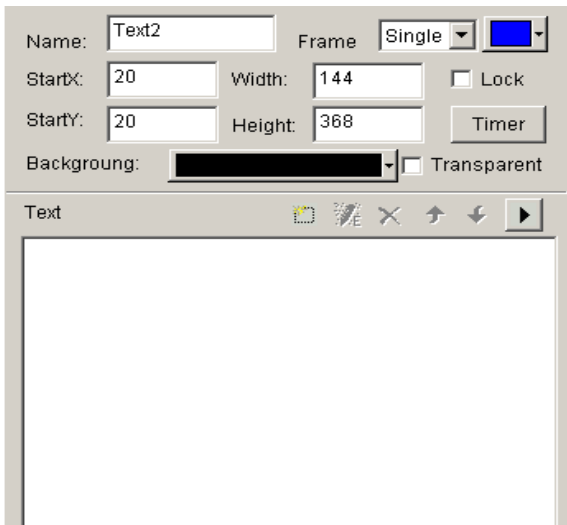 Name: Text2 Frame Single
StartX: 20 Width: 144 Lock
StartY: 20 Height: 368 Timer
Backgroung: Transparent
Text
E